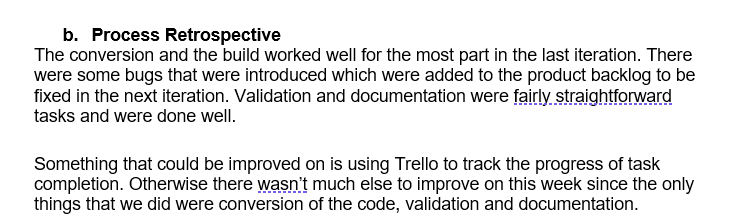 b. Process Retrospective
The conversion and the build worked well for the most part in the last iteration. There
were some bugs that were introduced which were added to the product backlog to be
fixed in the next iteration. Validation and documentation were fairly straightforward
tasks and were done well.
Something that could be improved on is using Trello to track the progress of task
completion. Otherwise there wasn't much else to improve on this week since the only
things that we did were conversion of the code, validation and documentation.